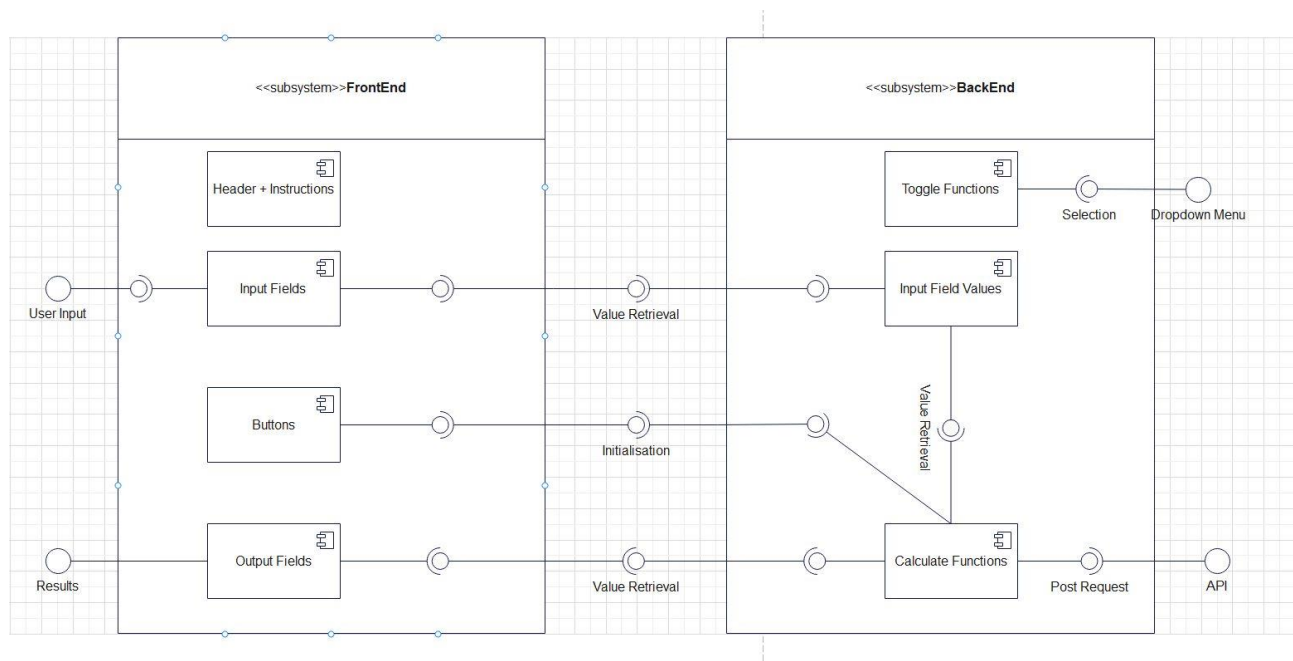 <<subsystem>>FrontEnd
<<subsystem>>BackEnd
Header + Instructions
Toggle Functions
Selection
Dropdown Menu
User Input
Input Fields
Value Retrieval
Input Field Values
Buttons
Initialisation
Value Retrieval
Results
Output Fields
Value Retrieval
Calculate Functions
Post Request
API